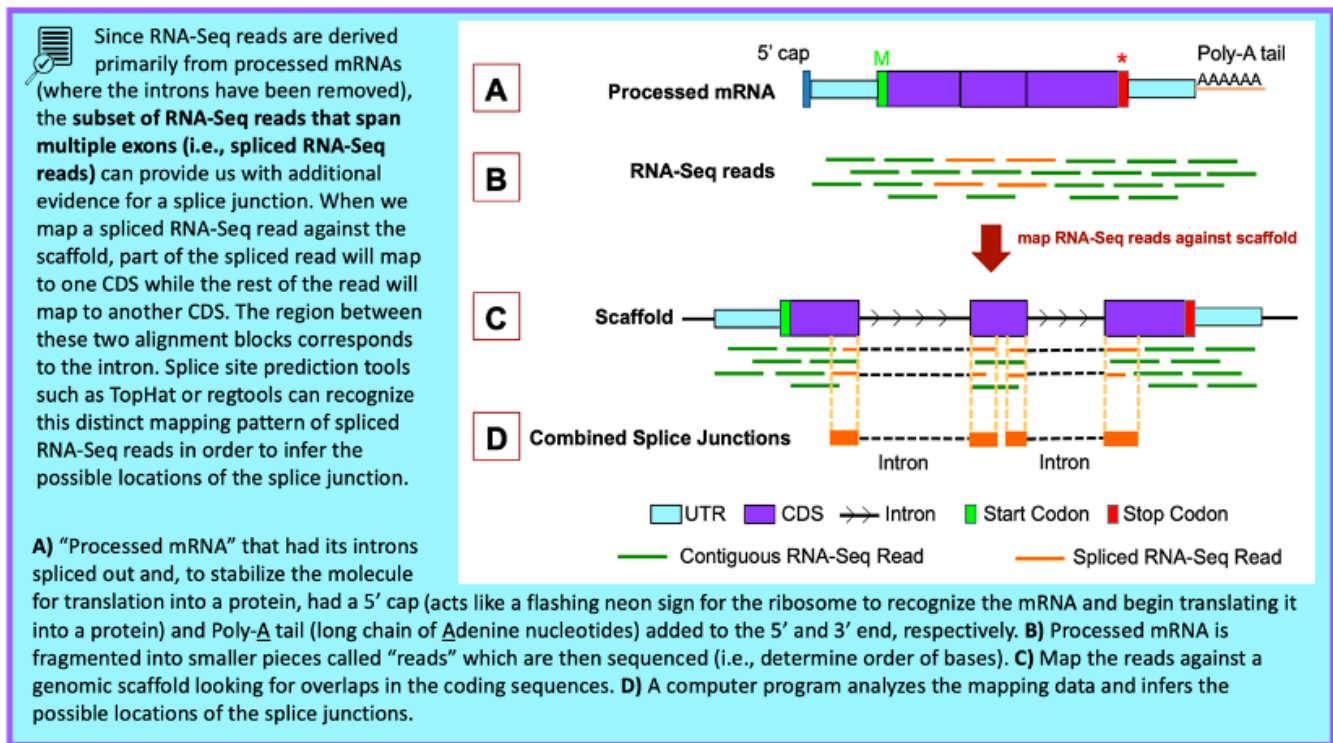 Since RNA-Seq reads are derived
primarily from processed mRNAs
(where the introns have been removed),
the subset of RNA-Seq reads that span
multiple exons (i.e., spliced RNA-Seq
reads) can provide us with additional
evidence for a splice junction. When we
map a spliced RNA-Seq read against the
scaffold, part of the spliced read will map
to one CDS while the rest of the read will
map to another CDS. The region between
these two alignment blocks corresponds
to the intron. Splice site prediction tools
such as TopHat or regtools can recognize
this distinct mapping pattern of spliced
RNA-Seq reads in order to infer the
possible locations of the splice junction.
5' cap
M
*
Poly-A tail
A
Processed mRNA
AAAAAA
B
RNA-Seq reads
map RNA-Seq reads against scaffold
C
Scaffold
D
Combined Splice Junctions
Intron
Intron
UTR
CDS
Intron
Start Codon
Stop Codon
Contiguous RNA-Seq Read
Spliced RNA-Seq Read
A) “Processed mRNA” that had its introns
spliced out and, to stabilize the molecule
for translation into a protein, had a 5’ cap (acts like a flashing neon sign for the ribosome to recognize the mRNA and begin translating it
into a protein) and Poly-A tail (long chain of Adenine nucleotides) added to the 5’ and 3’ end, respectively. B) Processed mRNA is
fragmented into smaller pieces called “reads” which are then sequenced (i.e., determine order of bases). C) Map the reads against a
genomic scaffold looking for overlaps in the coding sequences. D) A computer program analyzes the mapping data and infers the
possible locations of the splice junctions.